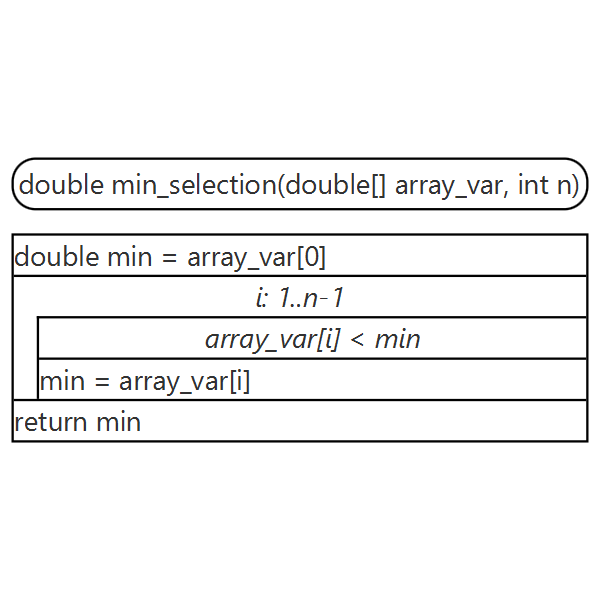 double min_selection(double[] array_var, int n)
double min = array_var[0]
i: 1..n-1
array_var[i] < min
min = array_var[i]
return min